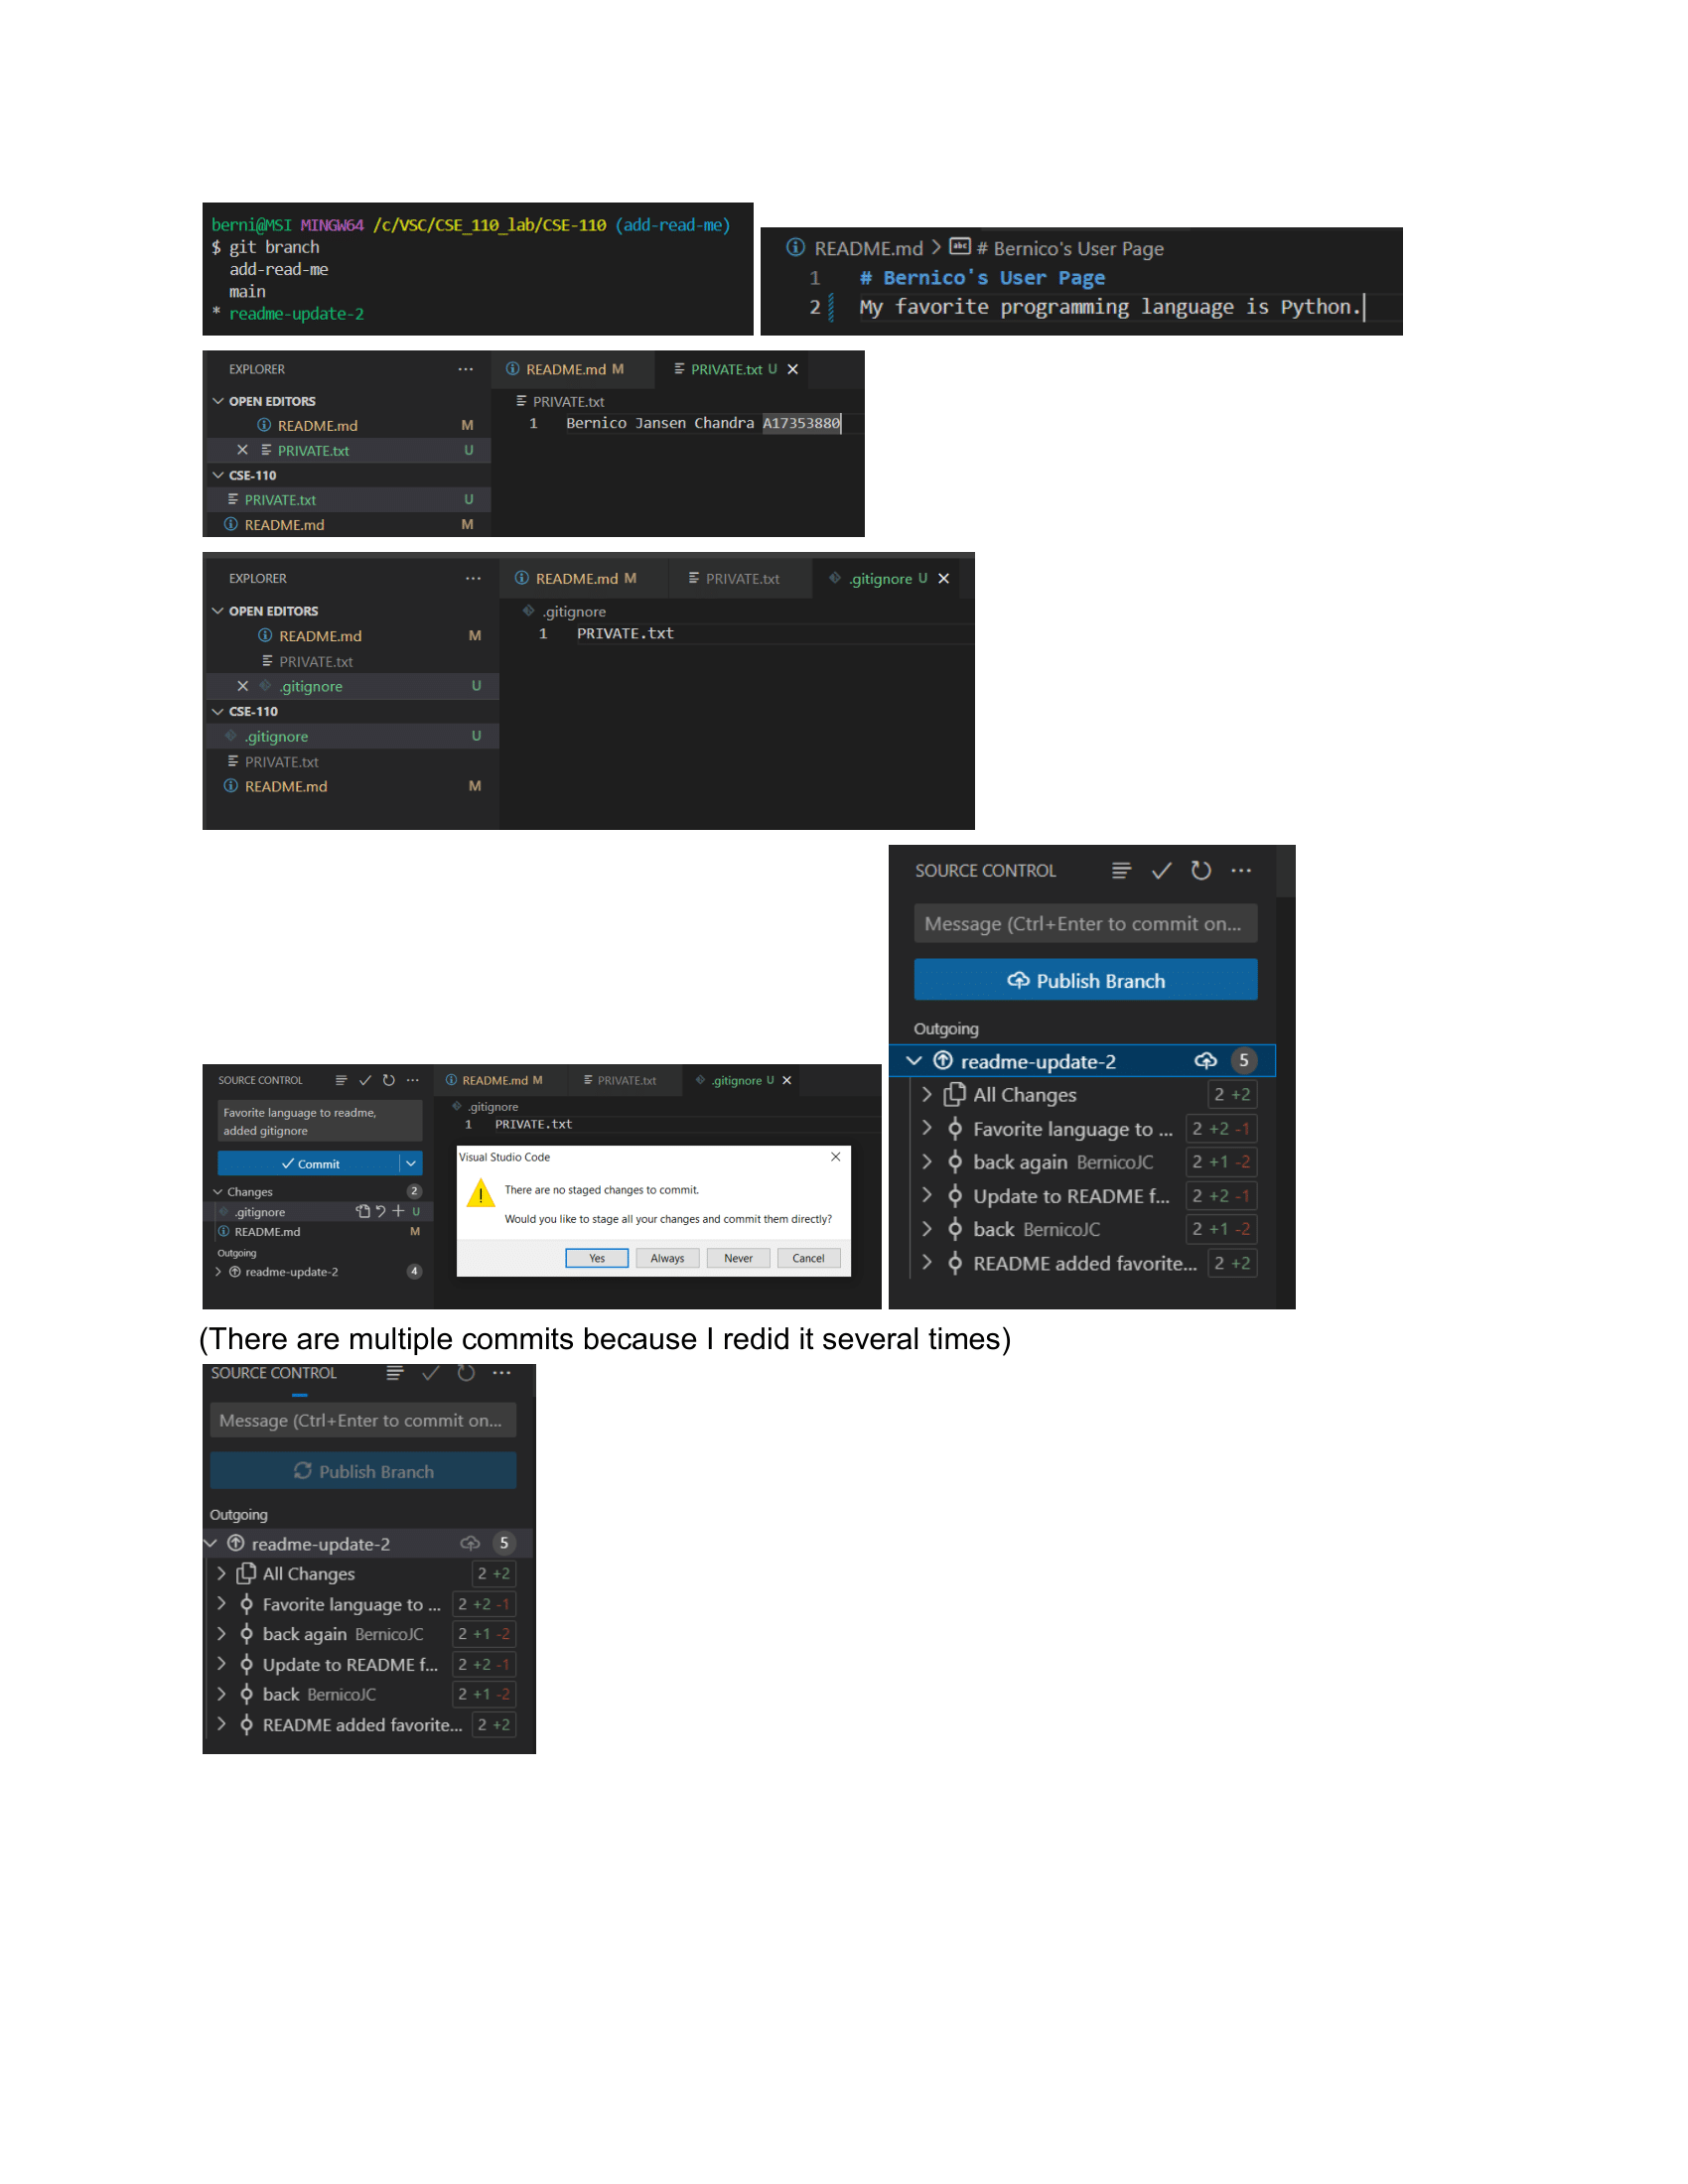 berni@MSI MINGW64 /c/VSC/CSE_110_lab/CSE-110 (add-read-me)
$ git branch
add-read-me
main
* readme-update-2
README.md > # Bernico's User Page
1 # Bernico's User Page
2 My favorite programming language is Python.
EXPLORER ...
OPEN EDITORS
README.md M
PRIVATE.txt U
CSE-110
PRIVATE.txt U
README.md M
README.md M PRIVATE.txt U
PRIVATE.txt
1 Bernico Jansen Chandra A17353880
EXPLORER ...
OPEN EDITORS
README.md M
PRIVATE.txt
.gitignore U
CSE-110
.gitignore U
PRIVATE.txt
README.md M
README.md M PRIVATE.txt .gitignore U
.gitignore
1 PRIVATE.txt
SOURCE CONTROL ...
Favorite language to readme,
added gitignore
Commit
Changes 2
.gitignore U
README.md M
Outgoing
readme-update-2 4
README.md M PRIVATE.txt .gitignore U
.gitignore
1 PRIVATE.txt
Visual Studio Code
There are no staged changes to commit.
Would you like to stage all your changes and commit them directly?
Yes Always Never Cancel
SOURCE CONTROL ...
Message (Ctrl+Enter to commit on...
Publish Branch
Outgoing
readme-update-2 5
All Changes 2 +2
Favorite language to ... 2 +2 -1
back again BernicoJC 2 +1 -2
Update to README f... 2 +2 -1
back BernicoJC 2 +1 -2
README added favorite... 2 +2
(There are multiple commits because I redid it several times)
SOURCE CONTROL ...
Message (Ctrl+Enter to commit on...
Publish Branch
Outgoing
readme-update-2 5
All Changes 2 +2
Favorite language to ... 2 +2 -1
back again BernicoJC 2 +1 -2
Update to README f... 2 +2 -1
back BernicoJC 2 +1 -2
README added favorite... 2 +2